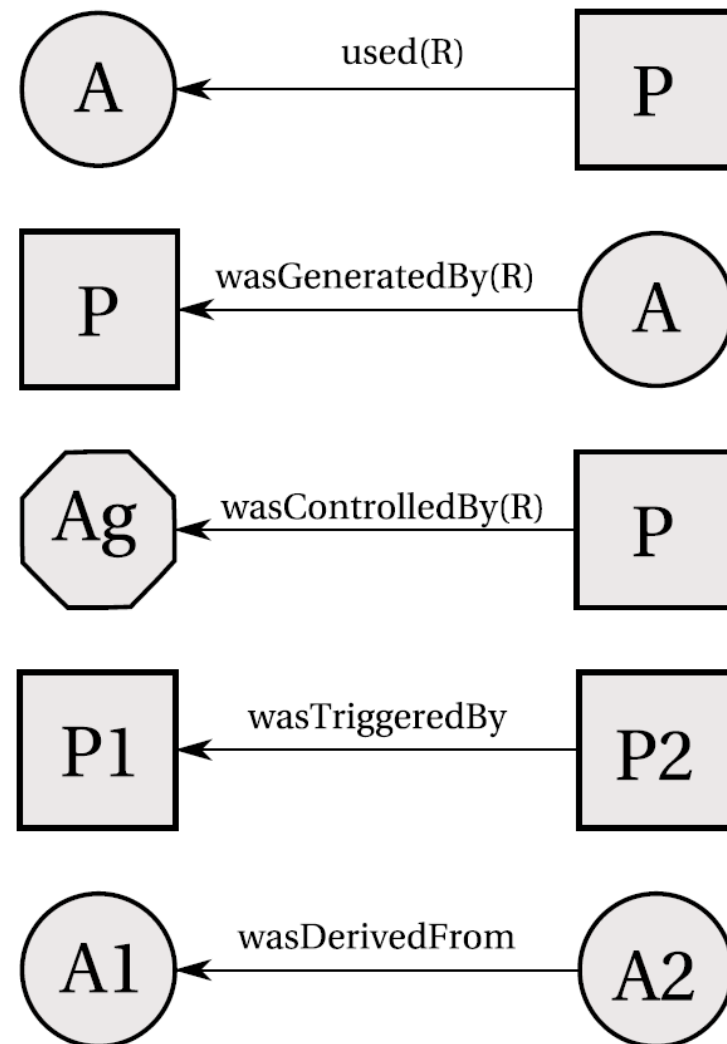 used(R)
A P
wasGeneratedBy(R)
P A
wasControlledBy(R)
Ag P
wasTriggeredBy
P1 P2
wasDerivedFrom
A1 A2